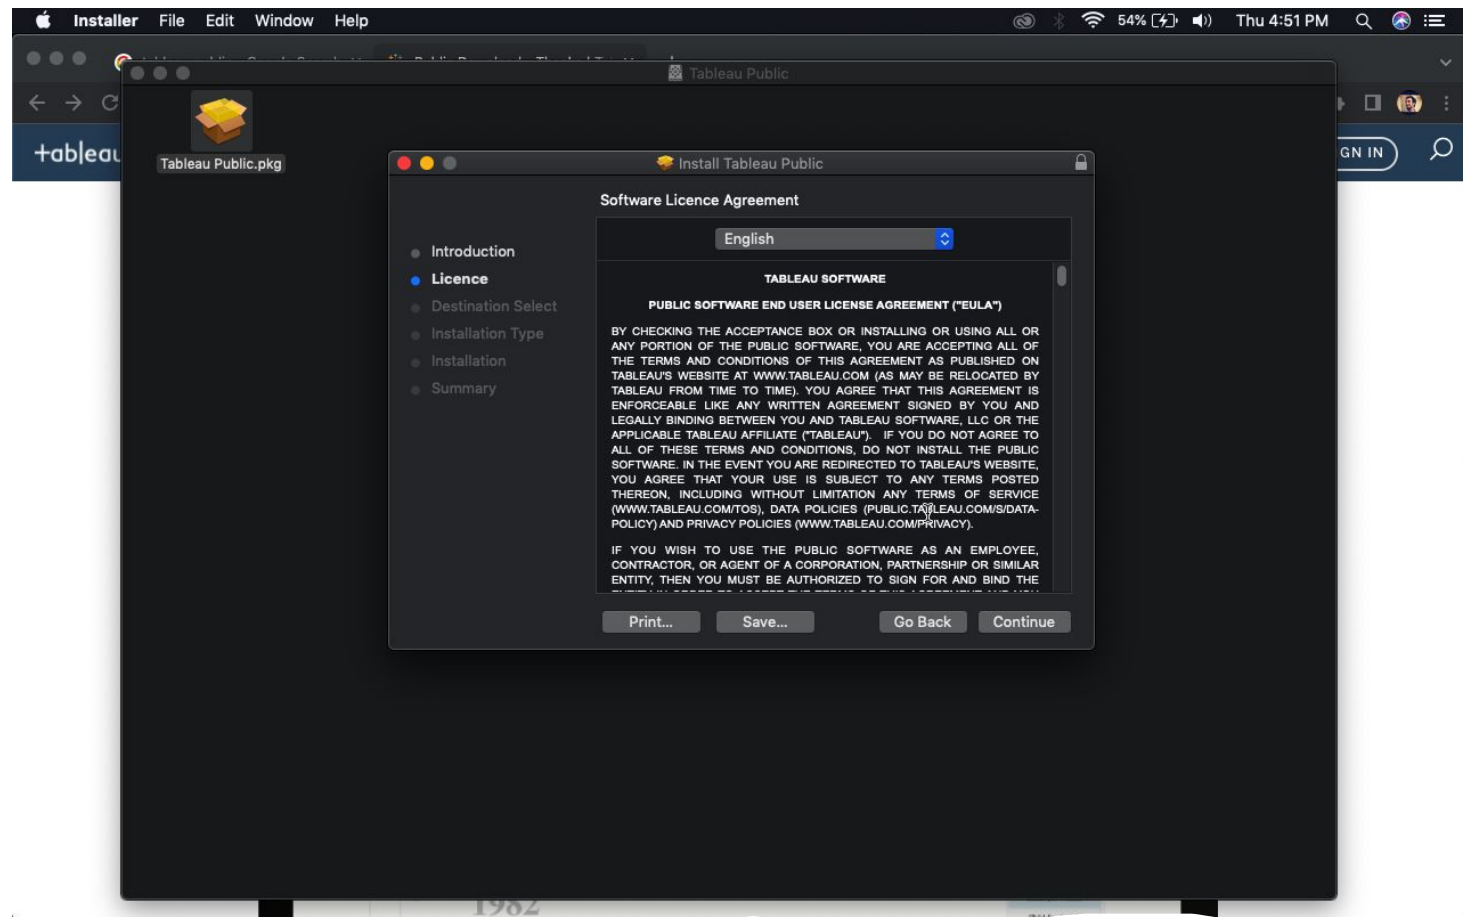 Installer File Edit Window Help 54% Thu 4:51 PM
Tableau Public
+ableau
GN IN
Tableau Public.pkg
Install Tableau Public
Software Licence Agreement
English
Introduction
Licence
Destination Select
Installation Type
Installation
Summary
TABLEAU SOFTWARE
PUBLIC SOFTWARE END USER LICENSE AGREEMENT ("EULA")
BY CHECKING THE ACCEPTANCE BOX OR INSTALLING OR USING ALL OR
ANY PORTION OF THE PUBLIC SOFTWARE, YOU ARE ACCEPTING ALL OF
THE TERMS AND CONDITIONS OF THIS AGREEMENT AS PUBLISHED ON
TABLEAU'S WEBSITE AT WWW.TABLEAU.COM (AS MAY BE RELOCATED BY
TABLEAU FROM TIME TO TIME). YOU AGREE THAT THIS AGREEMENT IS
ENFORCEABLE LIKE ANY WRITTEN AGREEMENT SIGNED BY YOU AND
LEGALLY BINDING BETWEEN YOU AND TABLEAU SOFTWARE, LLC OR THE
APPLICABLE TABLEAU AFFILIATE ("TABLEAU"). IF YOU DO NOT AGREE TO
ALL OF THESE TERMS AND CONDITIONS, DO NOT INSTALL THE PUBLIC
SOFTWARE. IN THE EVENT YOU ARE REDIRECTED TO TABLEAU'S WEBSITE,
YOU AGREE THAT YOUR USE IS SUBJECT TO ANY TERMS POSTED
THEREON, INCLUDING WITHOUT LIMITATION ANY TERMS OF SERVICE
(WWW.TABLEAU.COM/TOS), DATA POLICIES (PUBLIC.TABLEAU.COM/S/DATA-
POLICY) AND PRIVACY POLICIES (WWW.TABLEAU.COM/PRIVACY).
IF YOU WISH TO USE THE PUBLIC SOFTWARE AS AN EMPLOYEE,
CONTRACTOR, OR AGENT OF A CORPORATION, PARTNERSHIP OR SIMILAR
ENTITY, THEN YOU MUST BE AUTHORIZED TO SIGN FOR AND BIND THE
Print... Save... Go Back Continue
1982